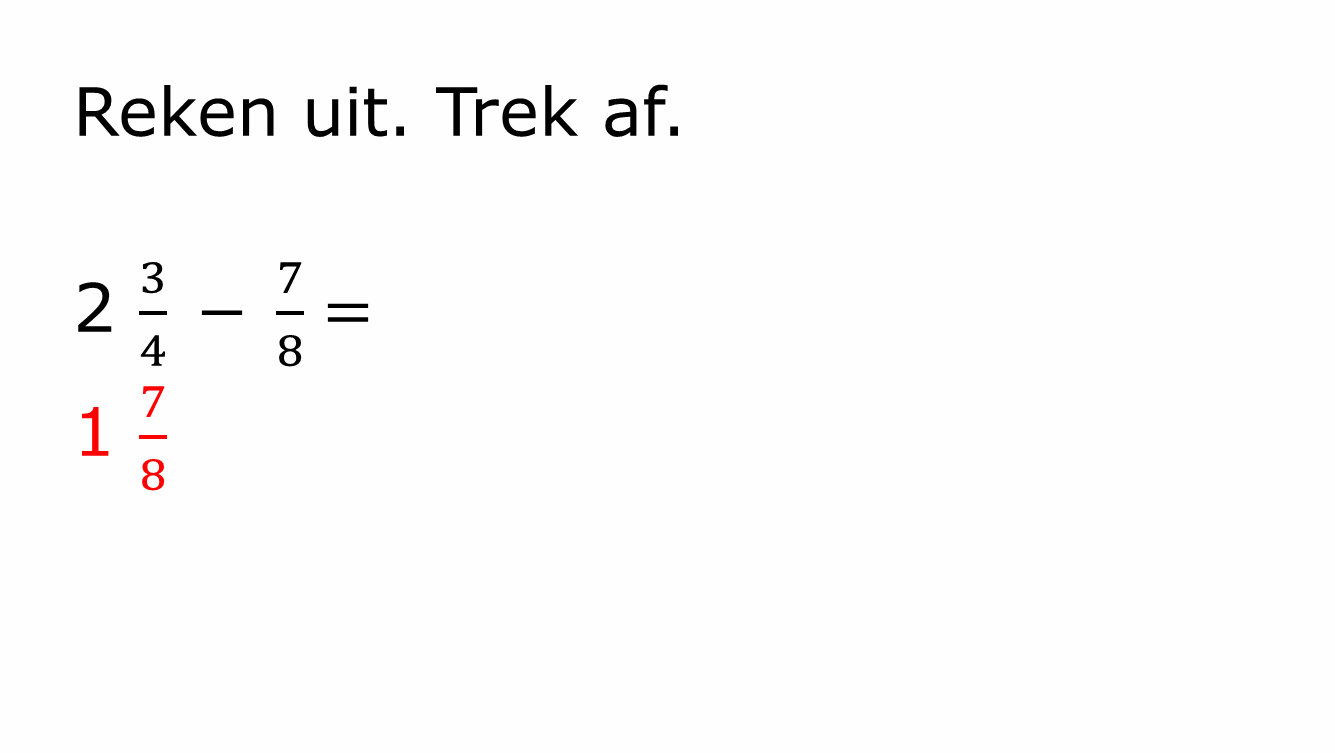 Reken uit. Trek af.
2 3/4 − 7/8 =
1 7/8